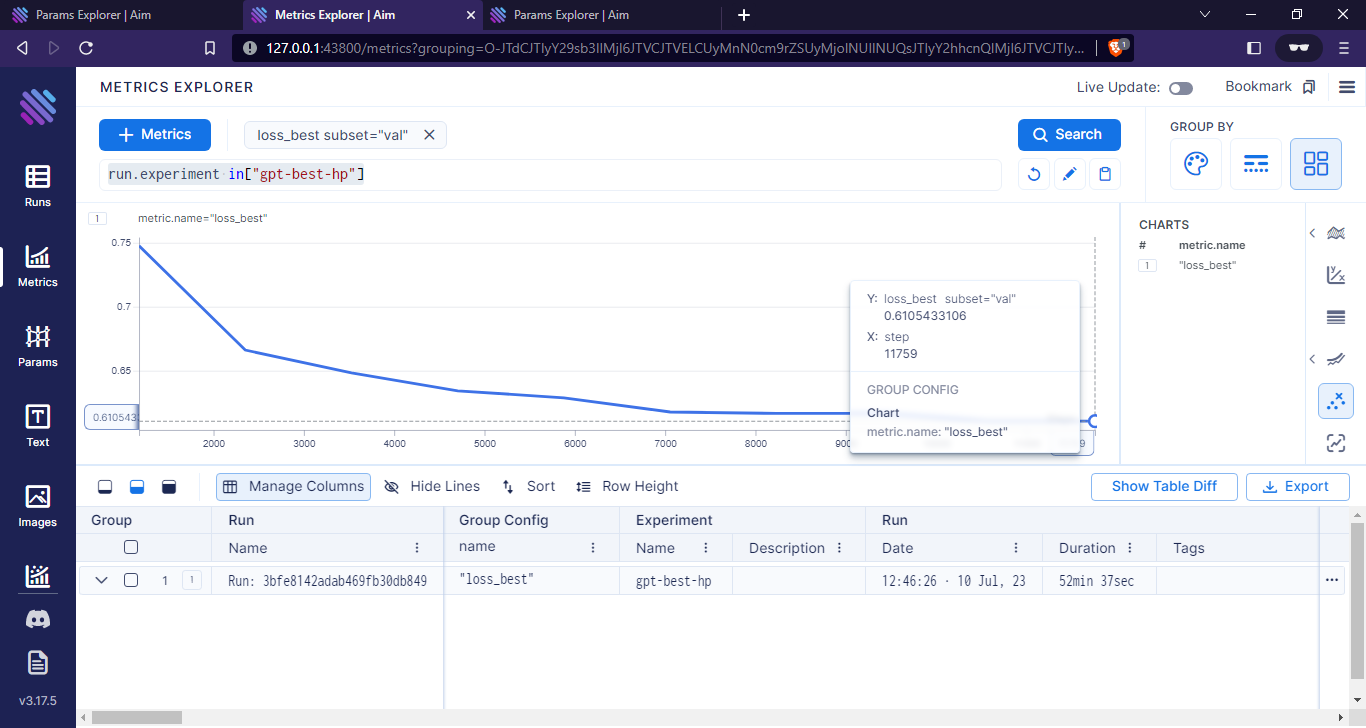 Params Explorer | Aim
Metrics Explorer | Aim
Params Explorer | Aim
127.0.0.1:43800/metrics?grouping=O-JTdCJTIyY29sb3IlMjIlM
1
METRICS EXPLORER
Live Update:
Bookmark
Metrics
loss_best subset="val"
Search
GROUP BY
run.experiment in["gpt-best-hp"]
Runs
Metrics
Params
Text
Images
v3.17.5
1
metric.name="loss_best"
0.75
0.7
0.65
0.610543
2000
3000
4000
5000
6000
7000
8000
Y: loss_best subset="val"
0.6105433106
X: step
11759
GROUP CONFIG
Chart
metric.name: "loss_best"
CHARTS
# metric.name
1 "loss_best"
Manage Columns
Hide Lines
Sort
Row Height
Show Table Diff
Export
Group Run Group Config Experiment Run
Name name Name Description Date Duration Tags
1 1 Run: 3bfe8142adab469fb30db849 "loss_best" gpt-best-hp 12:46:26 · 10 Jul, 23 52min 37sec